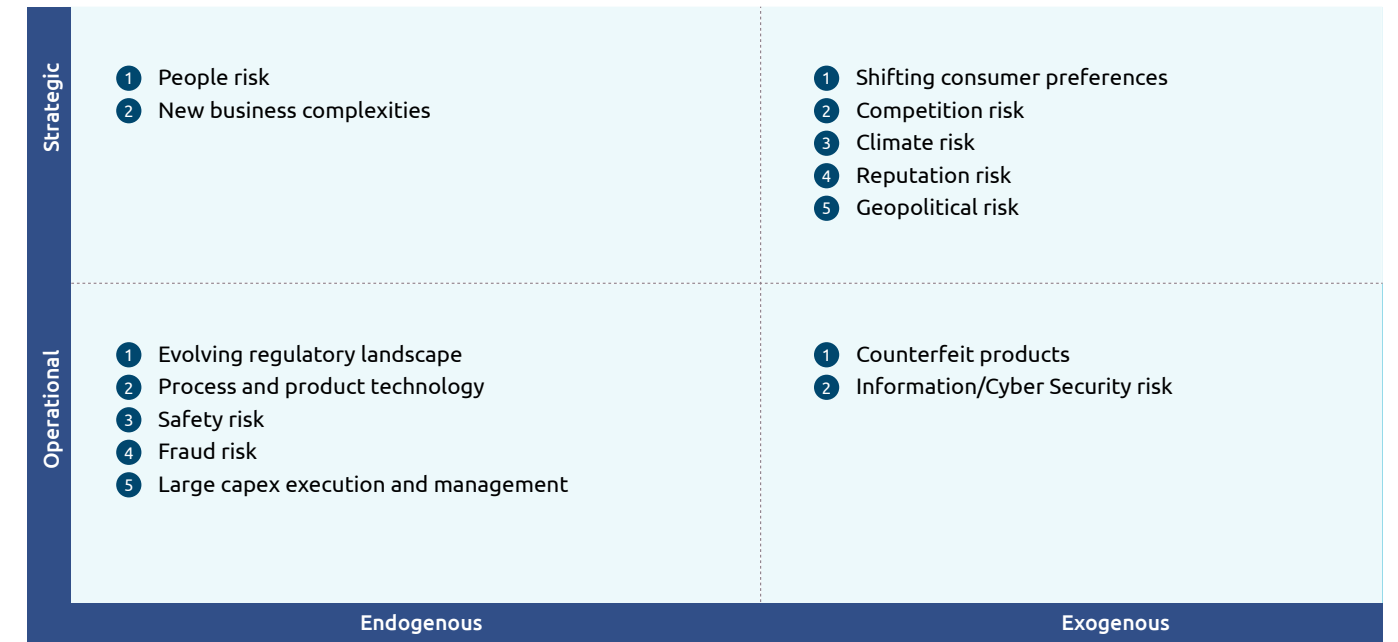 Strategic
1 People risk
2 New business complexities
1 Shifting consumer preferences
2 Competition risk
3 Climate risk
4 Reputation risk
5 Geopolitical risk
Operational
1 Evolving regulatory landscape
2 Process and product technology
3 Safety risk
4 Fraud risk
5 Large capex execution and management
1 Counterfeit products
2 Information/Cyber Security risk
Endogenous
Exogenous